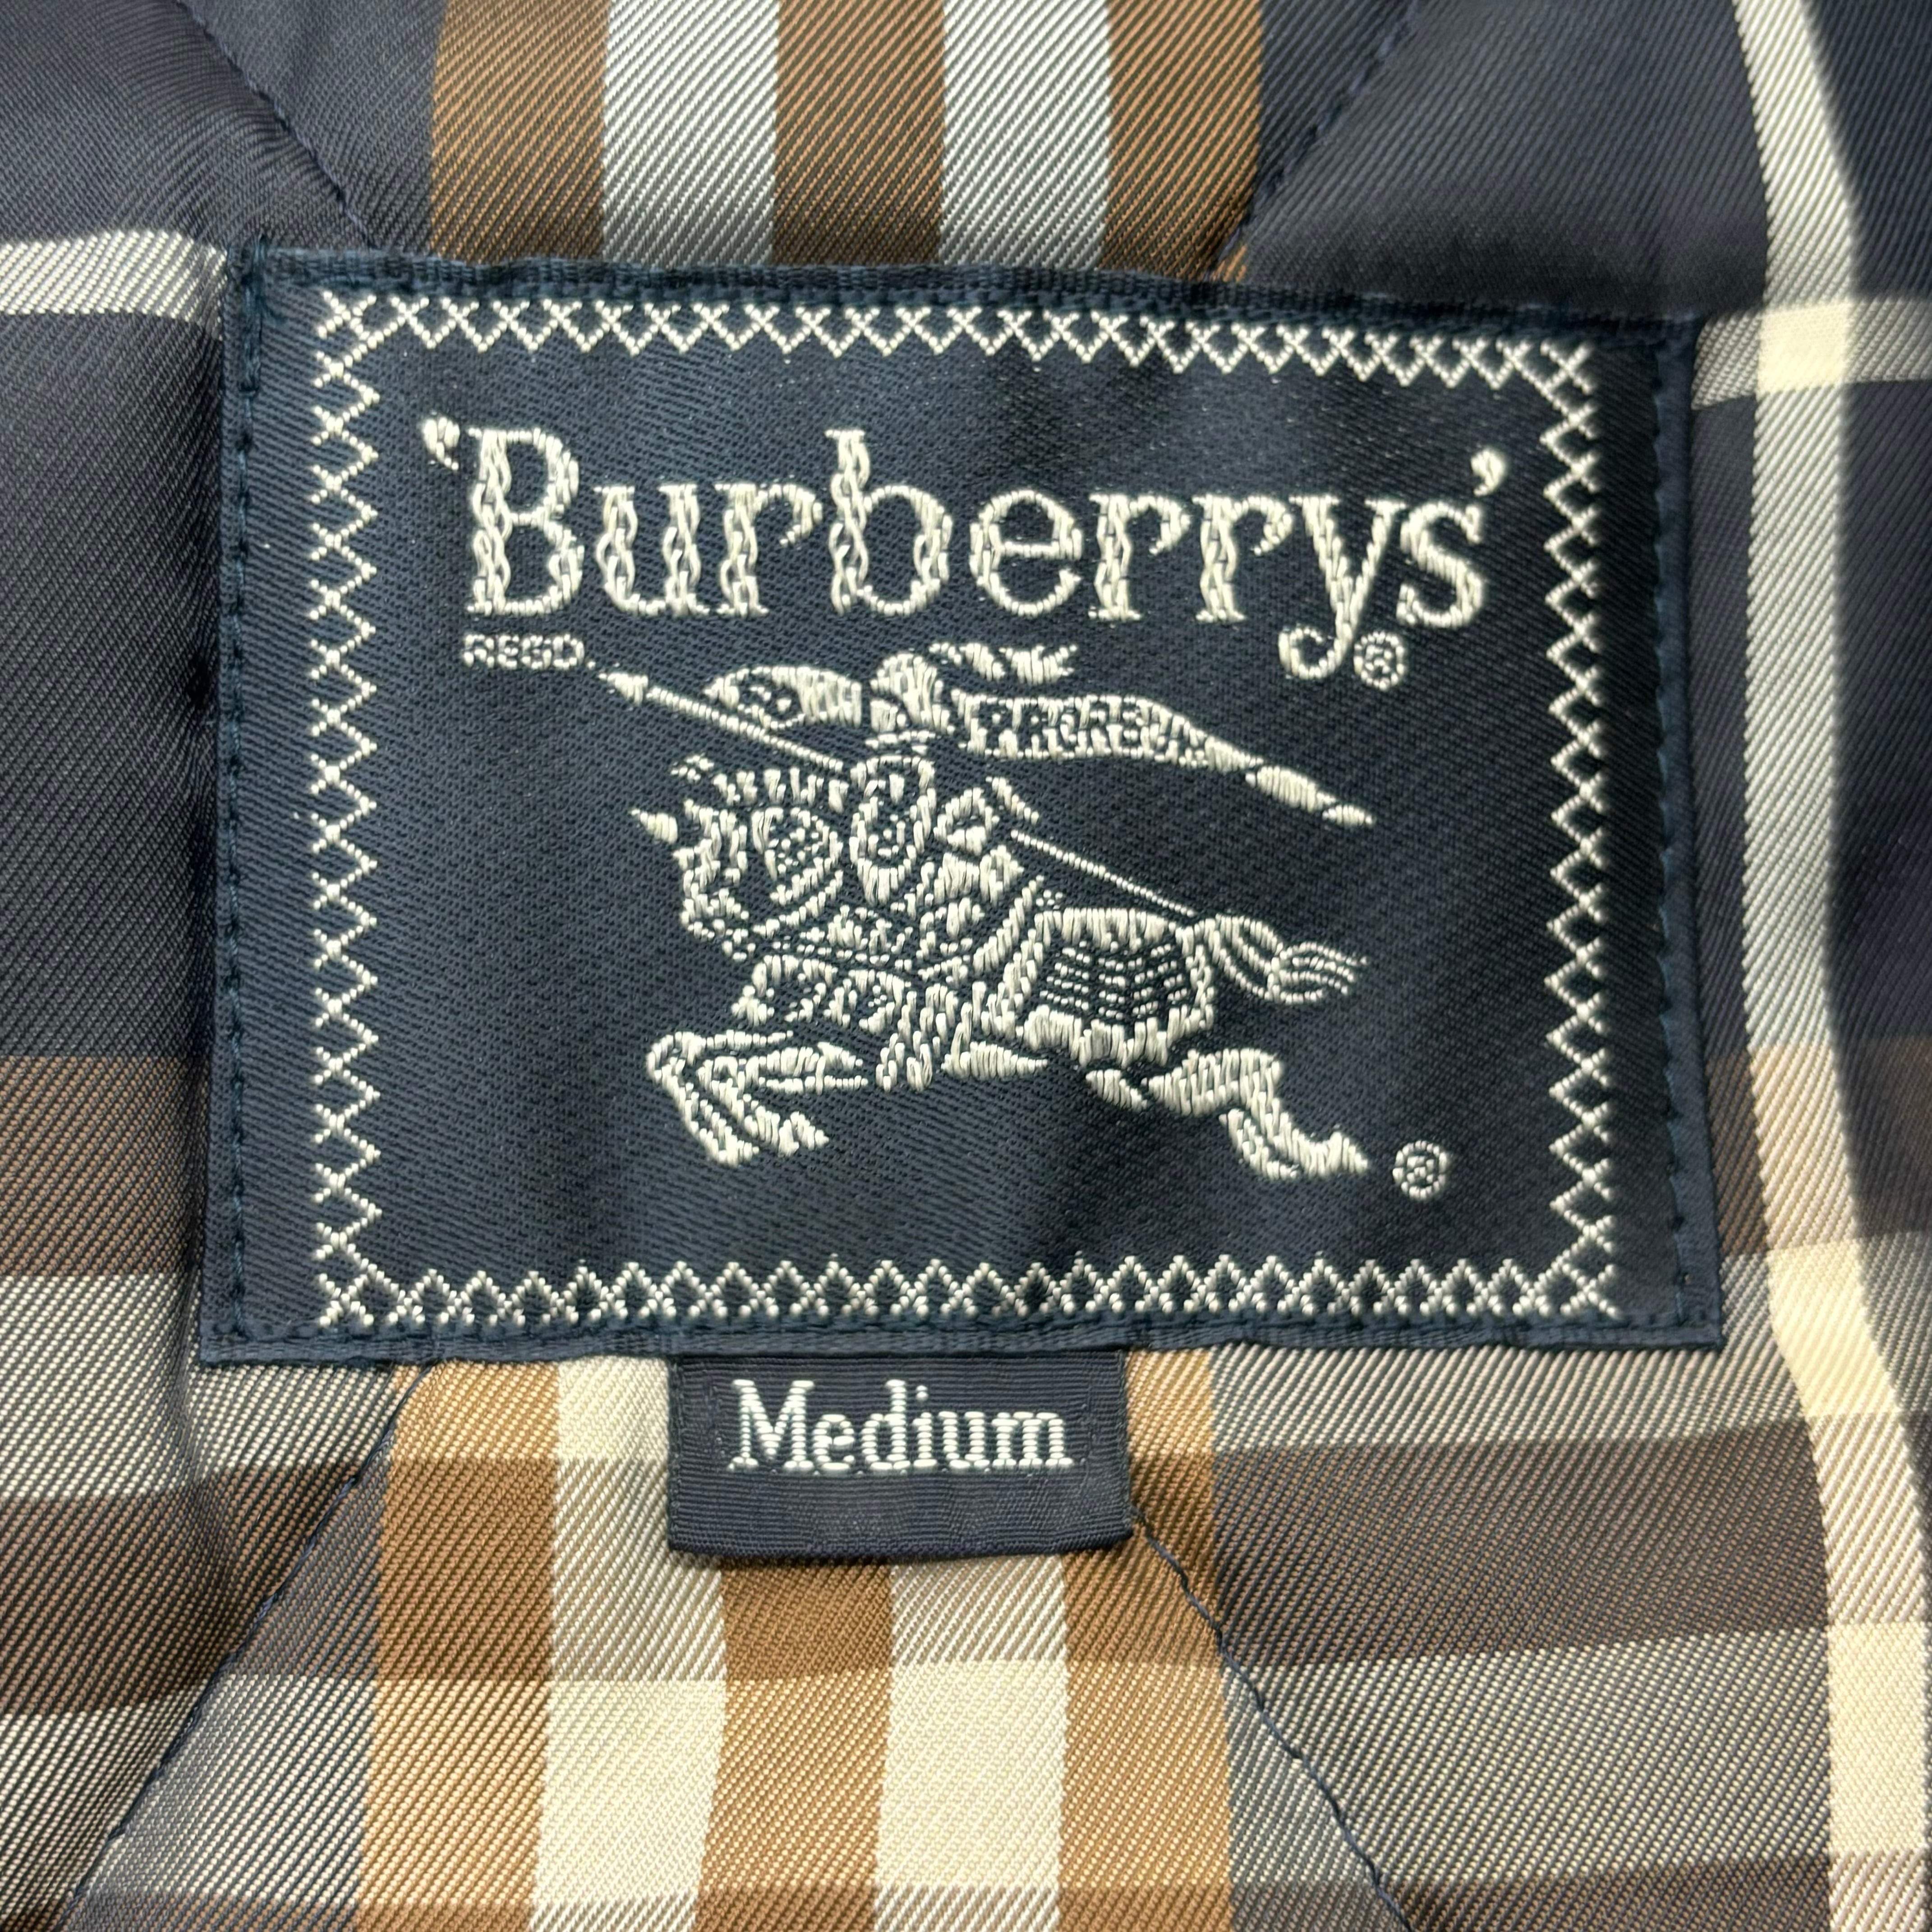 'Burberrys'
REGD. ®
PRORSUM
®
Medium